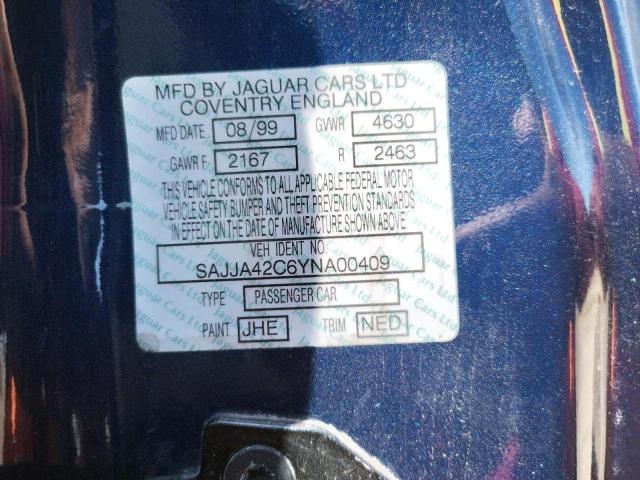 MFD BY JAGUAR CARS LTD
COVENTRY ENGLAND
MFD DATE 08/99 GVWR 4630
GAWR F. 2167 R 2463
THIS VEHICLE CONFORMS TO ALL APPLICABLE FEDERAL MOTOR
VEHICLE SAFETY BUMPER AND THEFT PREVENTION STANDARDS
IN EFFECT ON THE DATE OF MANUFACTURE SHOWN ABOVE
VEH IDENT NO.
SAJJA42C6YNA00409
TYPE PASSENGER CAR
PAINT JHE TRIM NED